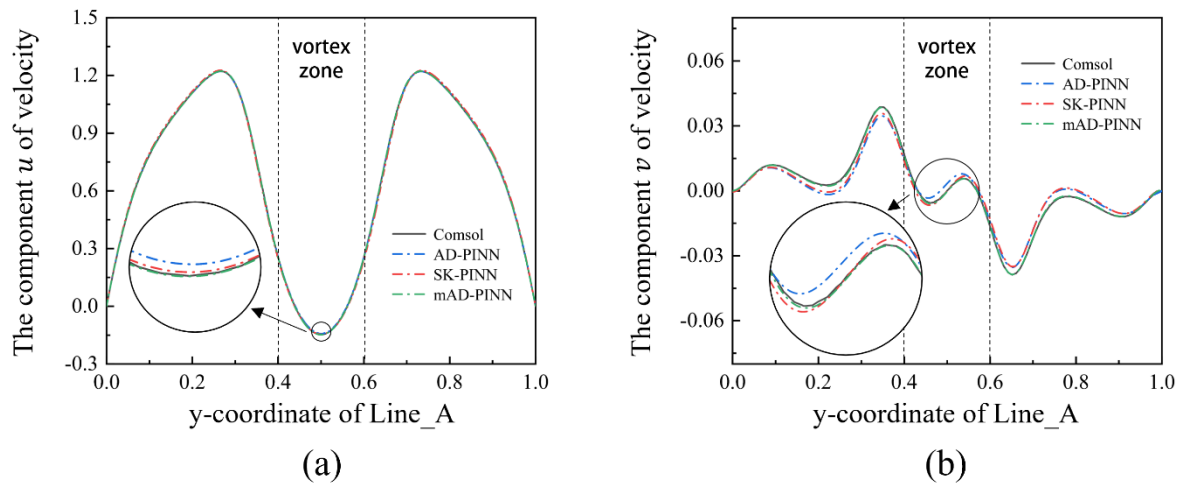 The component u of velocity
1.5
1.2
0.9
0.6
0.3
0.0
-0.3
vortex
zone
Comsol
AD-PINN
SK-PINN
mAD-PINN
0.0 0.2 0.4 0.6 0.8 1.0
y-coordinate of Line_A
(a)
The component v of velocity
0.06
0.03
0.00
-0.03
-0.06
vortex
zone
Comsol
AD-PINN
SK-PINN
mAD-PINN
0.0 0.2 0.4 0.6 0.8 1.0
y-coordinate of Line_A
(b)